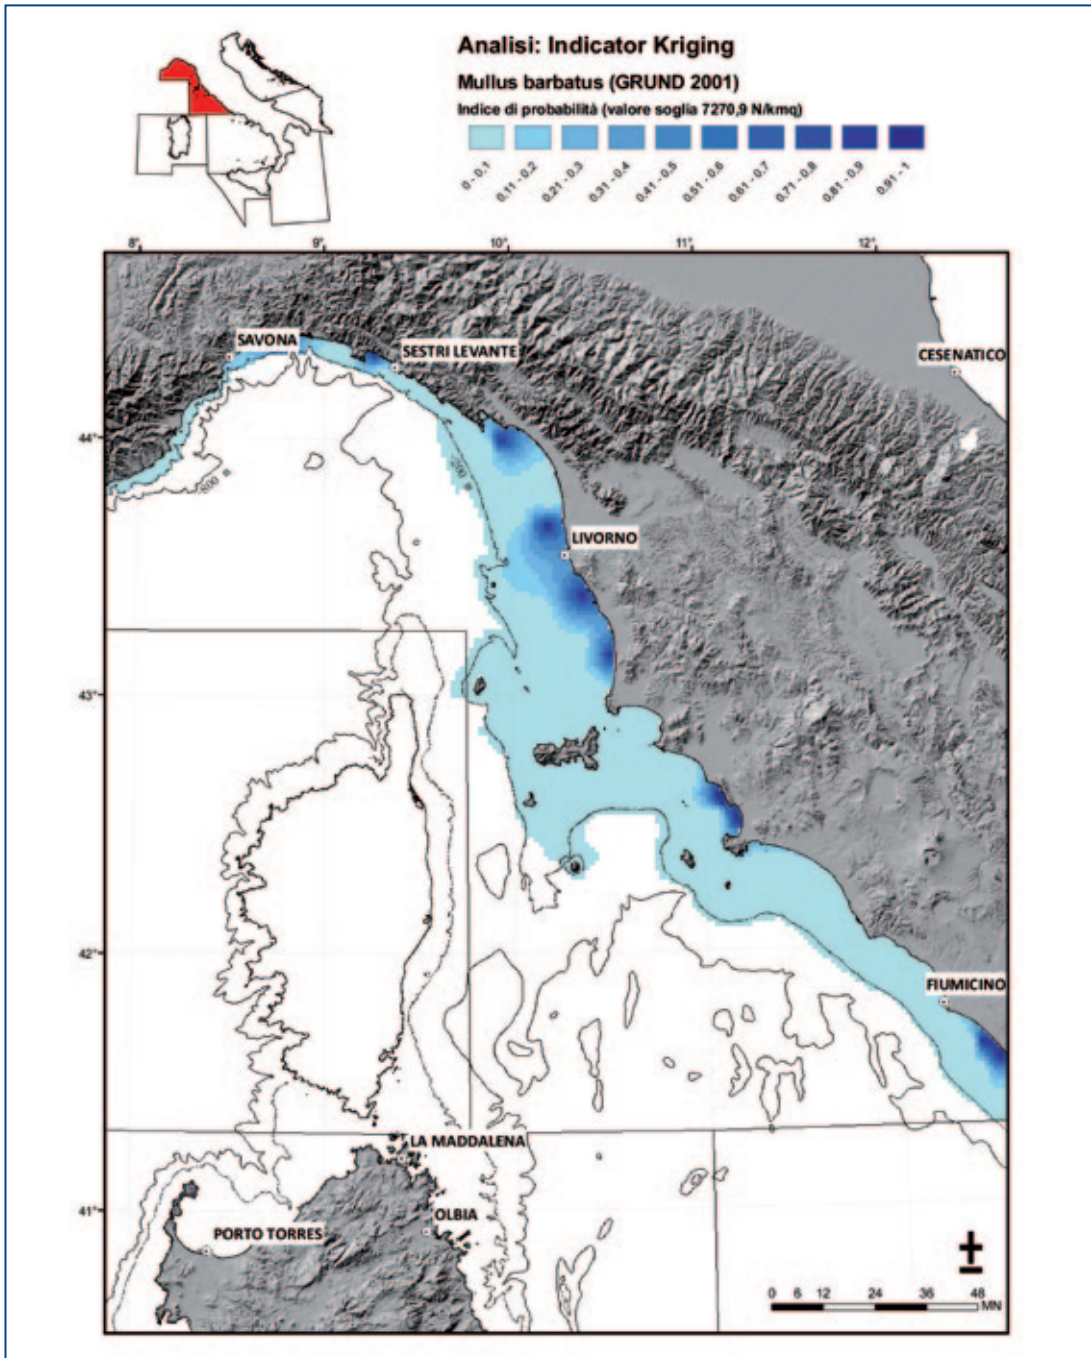 Analisi: Indicator Kriging
Mullus barbatus (GRUND 2001)
Indice di probabilità (valore soglia 7270,9 N/kmq)
0 - 0,1
0,11 - 0,2
0,21 - 0,3
0,31 - 0,4
0,41 - 0,5
0,51 - 0,6
0,61 - 0,7
0,71 - 0,8
0,81 - 0,9
0,91 - 1
8°
9°
10°
11°
12°
SAVONA
SESTRI LEVANTE
CESENATICO
44°
800 m
200 m
LIVORNO
43°
42°
FIUMICINO
LA MADDALENA
41°
OLBIA
PORTO TORRES
±
0 6 12 24 36 48
MN